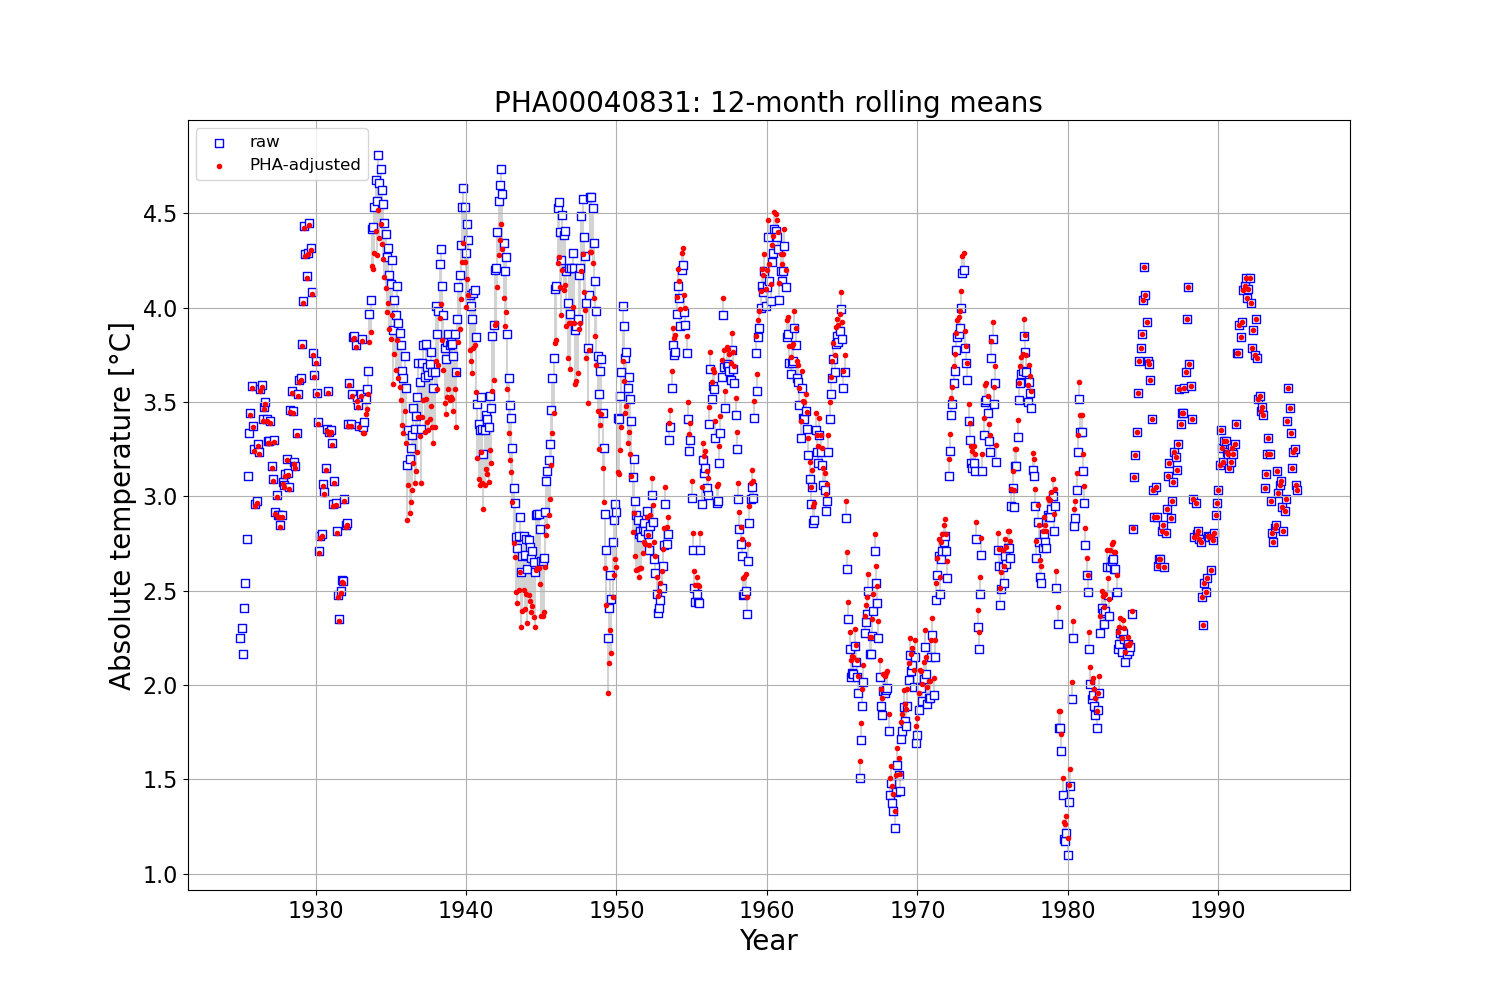 PHA00040831: 12-month rolling means
raw
PHA-adjusted
Absolute temperature [°C]
4.5
4.0
3.5
3.0
2.5
2.0
1.5
1.0
1930 1940 1950 1960 1970 1980 1990
Year